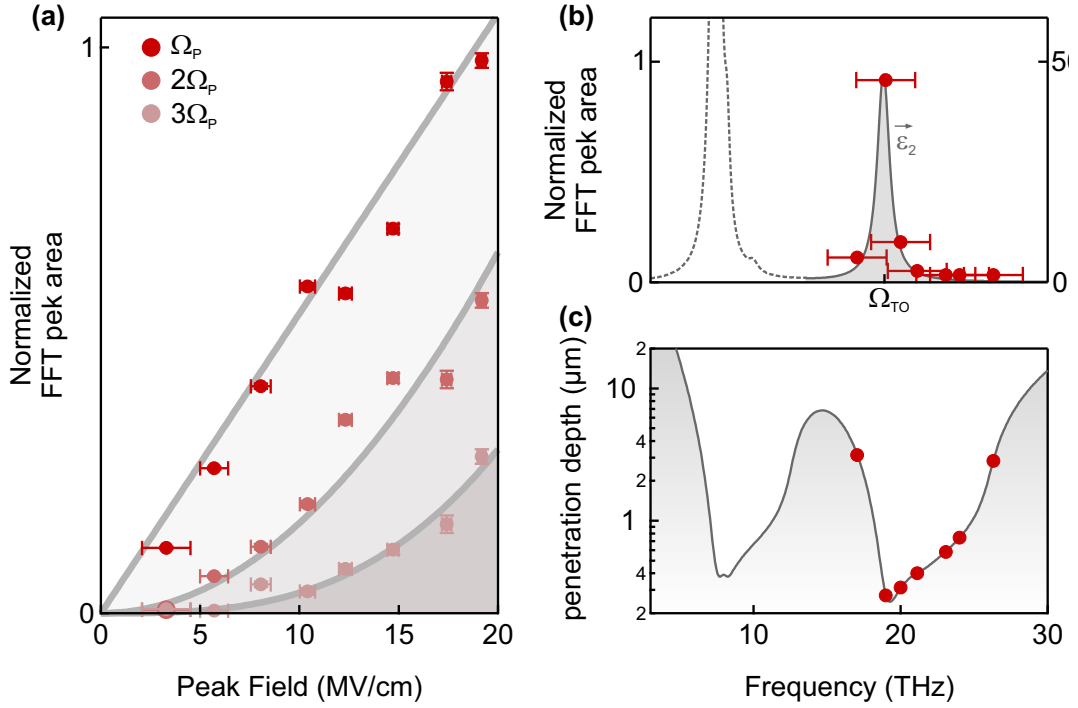 (a)
Normalized
FFT pek area
1
0
Ω_P
2Ω_P
3Ω_P
0
5
10
15
20
Peak Field (MV/cm)
(b)
Normalized
FFT pek area
1
0
50
0
ε_2
Ω_TO
(c)
penetration depth (μm)
2
10
4
2
1
4
2
10
20
30
Frequency (THz)